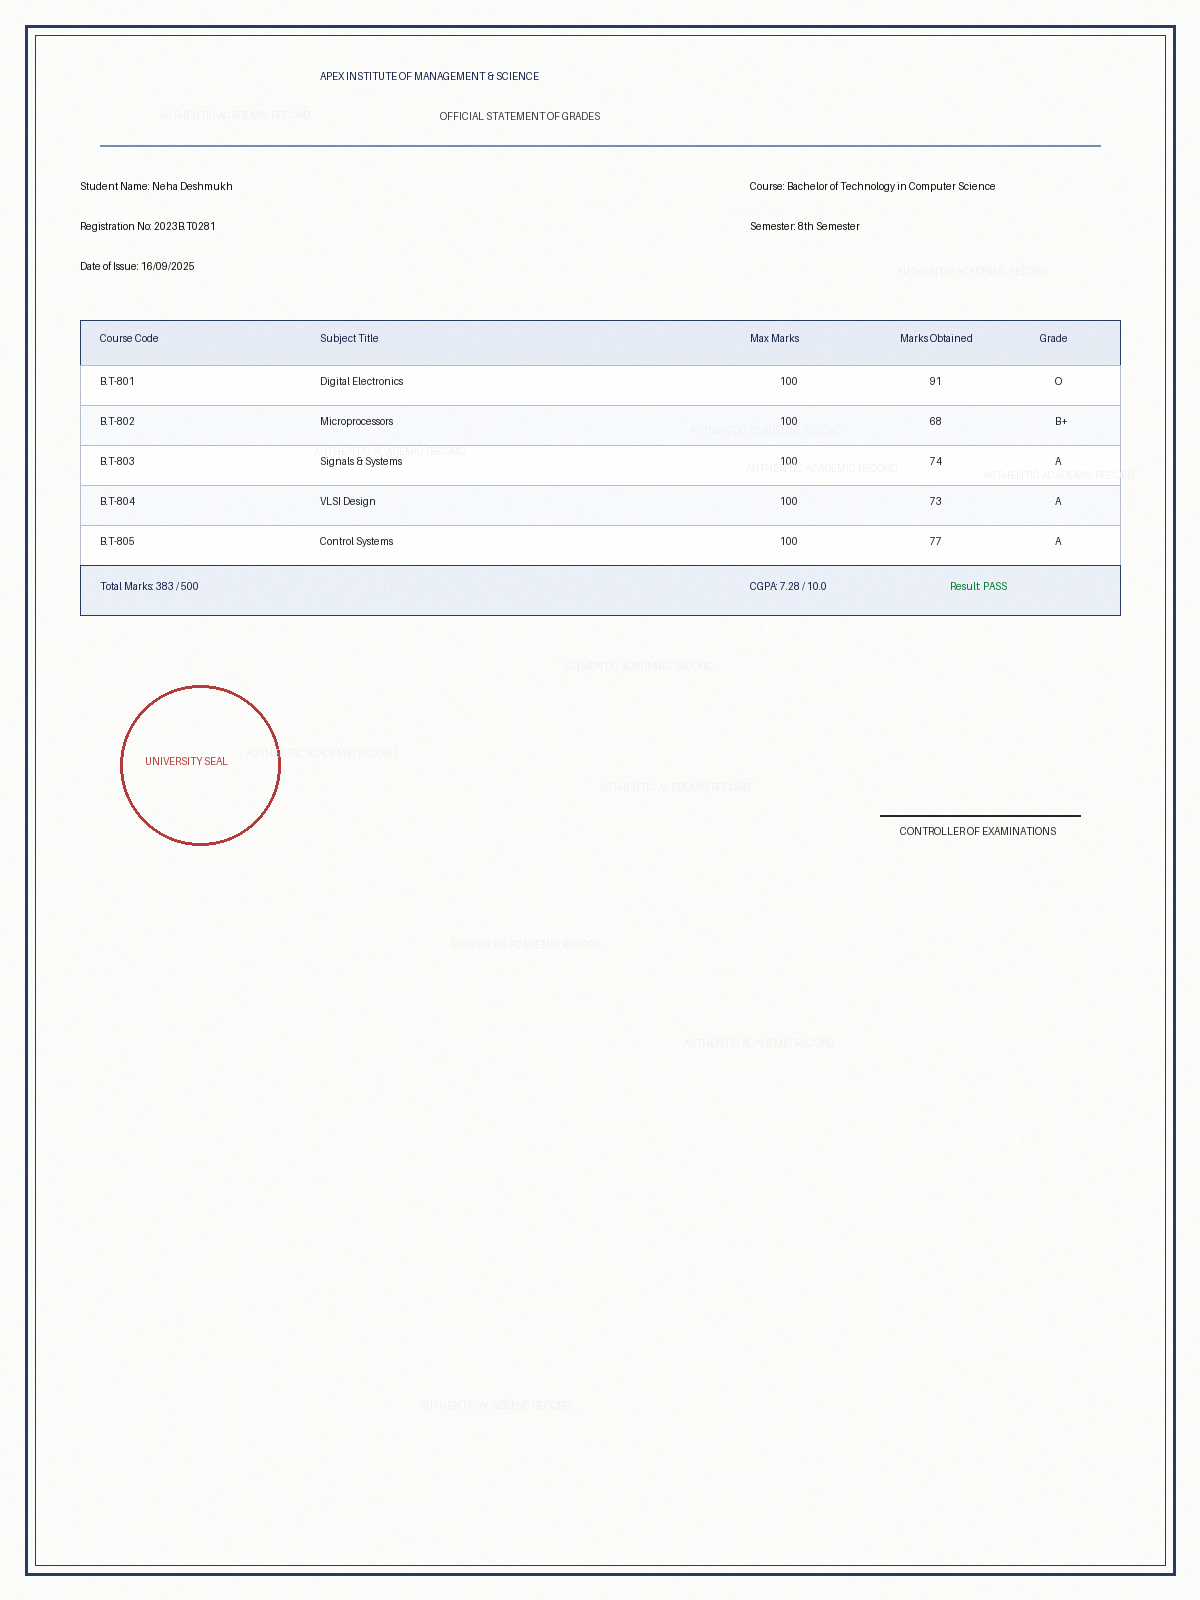 APEX INSTITUTE OF MANAGEMENT & SCIENCE
AUTHENTIC ACADEMIC RECORD
OFFICIAL STATEMENT OF GRADES
Student Name: Neha Deshmukh
Course: Bachelor of Technology in Computer Science
Registration No: 2023B.T0281
Semester: 8th Semester
Date of Issue: 16/09/2025
AUTHENTIC ACADEMIC RECORD
Course Code Subject Title Max Marks Marks Obtained Grade
B.T-801 Digital Electronics 100 91 O
B.T-802 Microprocessors 100 68 B+
AUTHENTIC ACADEMIC RECORD
AUTHENTIC ACADEMIC RECORD
B.T-803 Signals & Systems 100 74 A
AUTHENTIC ACADEMIC RECORD
AUTHENTIC ACADEMIC RECORD
B.T-804 VLSI Design 100 73 A
B.T-805 Control Systems 100 77 A
Total Marks: 383 / 500 CGPA: 7.28 / 10.0 Result: PASS
AUTHENTIC ACADEMIC RECORD
AUTHENTIC ACADEMIC RECORD
UNIVERSITY SEAL
AUTHENTIC ACADEMIC RECORD
CONTROLLER OF EXAMINATIONS
AUTHENTIC ACADEMIC RECORD
AUTHENTIC ACADEMIC RECORD
AUTHENTIC ACADEMIC RECORD